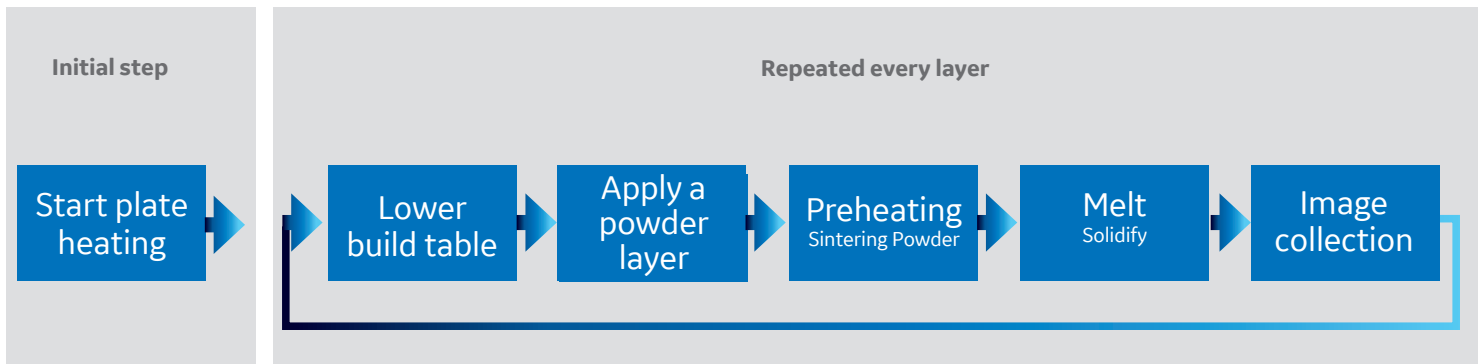 Initial step
Repeated every layer
Start plate
heating
Lower
build table
Apply a
powder
layer
Preheating
Sintering Powder
Melt
Solidify
Image
collection